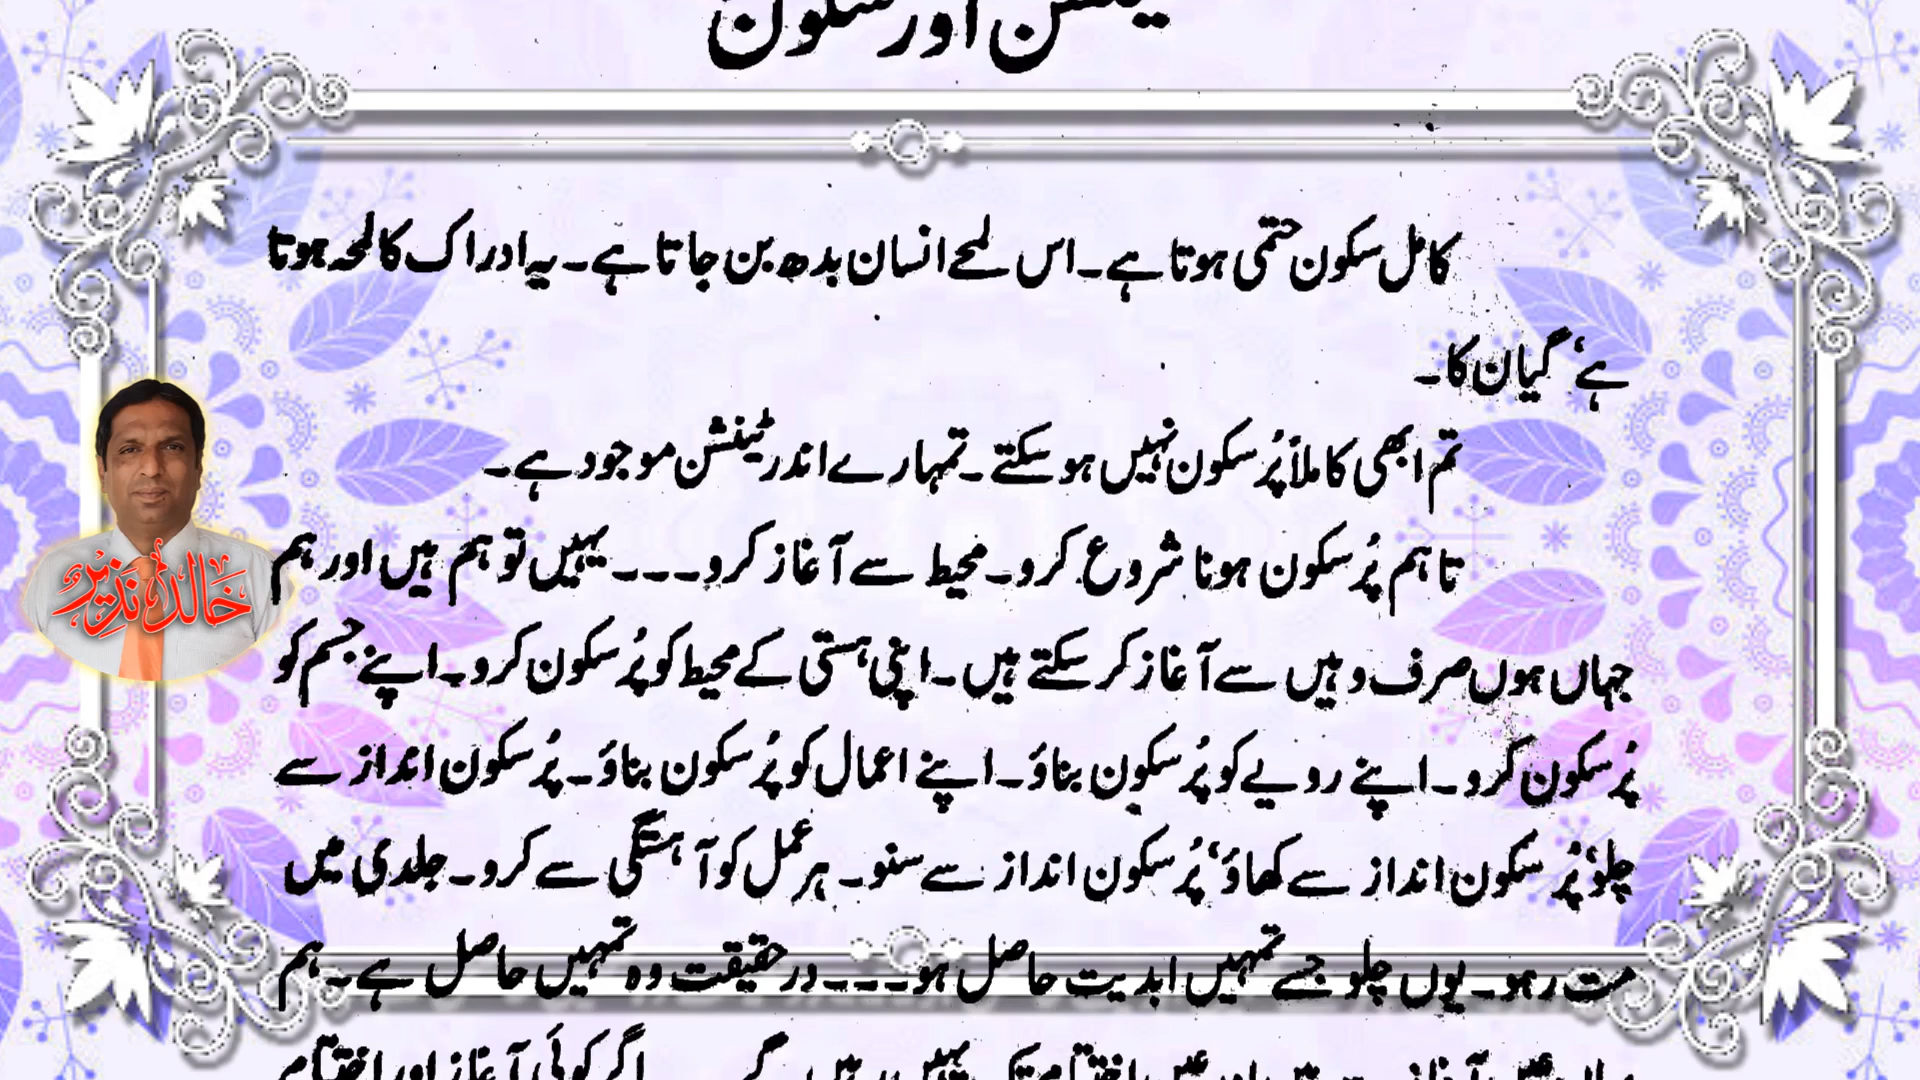 ٹینشن اور سکون
کامل سکون حتمی ہوتا ہے۔ اس لمحے انسان بدھ بن جاتا ہے۔ یہ ادراک کا لمحہ ہوتا
ہے، گیان کا۔
تم ابھی کاملاً پُرسکون نہیں ہو سکتے۔ تمہارے اندر ٹینشن موجود ہے۔
تاہم پُرسکون ہونا شروع کرو۔ محیط سے آغاز کرو۔۔۔ یہیں تو ہم ہیں اور ہم
جہاں ہوں صرف وہیں سے آغاز کر سکتے ہیں۔ اپنی ہستی کے محیط کو پُرسکون کرو۔ اپنے جسم کو
پُرسکون کرو۔ اپنے رویے کو پُرسکون بناؤ۔ اپنے اعمال کو پُرسکون بناؤ۔ پُرسکون انداز سے
چلو، پُرسکون انداز سے کھاؤ، پُرسکون انداز سے سنو۔ ہر عمل کو آہستگی سے کرو۔ جلدی میں
مت رہو۔ یوں چلو جسے تمہیں ابدیت حاصل ہو۔۔۔ درحقیقت وہ تمہیں حاصل ہے۔ ہم
اگر کوئی آغاز اور اختتام
خالد نذیر